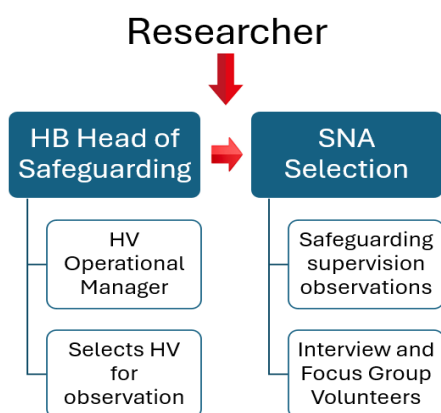 Researcher
HB Head of
Safeguarding
SNA
Selection
HV
Operational
Manager
Safeguarding
supervision
observations
Selects HV
for
observation
Interview and
Focus Group
Volunteers